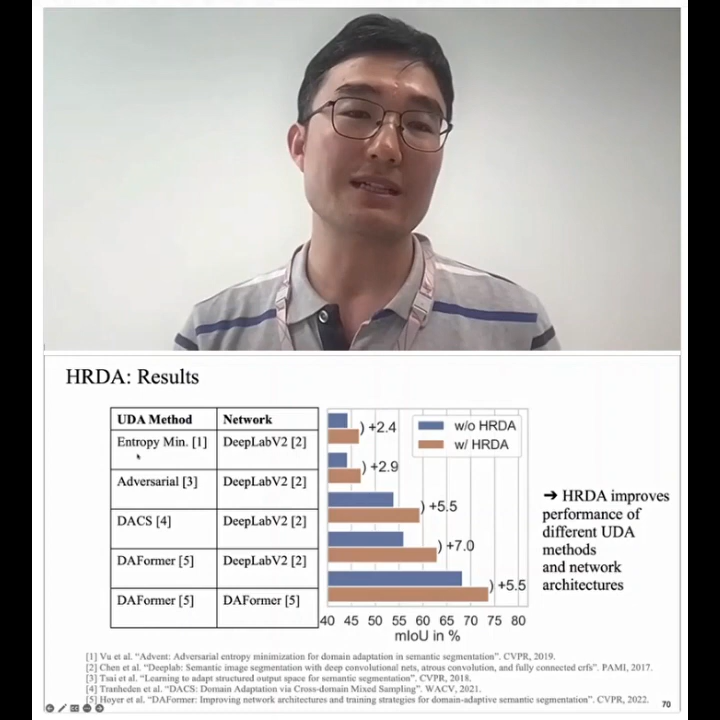 HRDA: Results
UDA Method Network
Entropy Min. [1] DeepLabV2 [2]
Adversarial [3] DeepLabV2 [2]
DACS [4] DeepLabV2 [2]
DAFormer [5] DeepLabV2 [2]
DAFormer [5] DAFormer [5]
w/o HRDA
w/ HRDA
) +2.4
) +2.9
) +5.5
) +7.0
) +5.5
40 45 50 55 60 65 70 75 80
mIoU in %
➔ HRDA improves
performance of
different UDA
methods
and network
architectures
[1] Vu et al. “Advent: Adversarial entropy minimization for domain adaptation in semantic segmentation”. CVPR, 2019.
[2] Chen et al. “Deeplab: Semantic image segmentation with deep convolutional nets, atrous convolution, and fully connected crfs”. PAMI, 2017.
[3] Tsai et al. “Learning to adapt structured output space for semantic segmentation”. CVPR, 2018.
[4] Tranheden et al. “DACS: Domain Adaptation via Cross-domain Mixed Sampling”. WACV, 2021.
[5] Hoyer et al. “DAFormer: Improving network architectures and training strategies for domain-adaptive semantic segmentation”. CVPR, 2022.
70